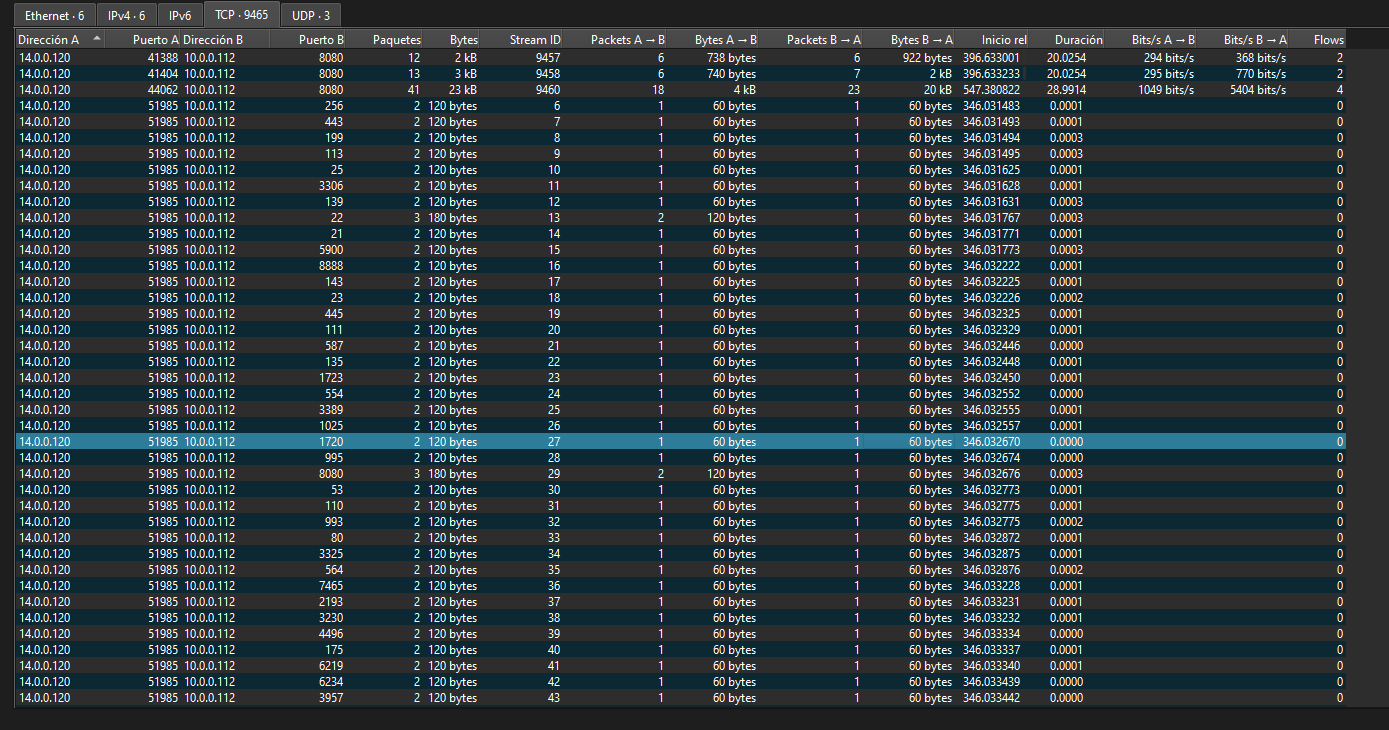 Ethernet · 6 IPv4 · 6 IPv6 TCP · 9465 UDP · 3
Dirección A Puerto A Dirección B Puerto B Paquetes Bytes Stream ID Packets A → B Bytes A → B Packets B → A Bytes B → A Inicio rel Duración Bits/s A → B Bits/s B → A Flows
14.0.0.120 41388 10.0.0.112 8080 12 2 kB 9457 6 738 bytes 6 922 bytes 396.633001 20.0254 294 bits/s 368 bits/s 2
14.0.0.120 41404 10.0.0.112 8080 13 3 kB 9458 6 740 bytes 7 2 kB 396.633233 20.0254 295 bits/s 770 bits/s 2
14.0.0.120 44062 10.0.0.112 8080 41 23 kB 9460 18 4 kB 23 20 kB 547.380822 28.9914 1049 bits/s 5404 bits/s 4
14.0.0.120 51985 10.0.0.112 256 2 120 bytes 6 1 60 bytes 1 60 bytes 346.031483 0.0001 0
14.0.0.120 51985 10.0.0.112 443 2 120 bytes 7 1 60 bytes 1 60 bytes 346.031493 0.0001 0
14.0.0.120 51985 10.0.0.112 199 2 120 bytes 8 1 60 bytes 1 60 bytes 346.031494 0.0003 0
14.0.0.120 51985 10.0.0.112 113 2 120 bytes 9 1 60 bytes 1 60 bytes 346.031495 0.0003 0
14.0.0.120 51985 10.0.0.112 25 2 120 bytes 10 1 60 bytes 1 60 bytes 346.031625 0.0001 0
14.0.0.120 51985 10.0.0.112 3306 2 120 bytes 11 1 60 bytes 1 60 bytes 346.031628 0.0001 0
14.0.0.120 51985 10.0.0.112 139 2 120 bytes 12 1 60 bytes 1 60 bytes 346.031631 0.0003 0
14.0.0.120 51985 10.0.0.112 22 3 180 bytes 13 2 120 bytes 1 60 bytes 346.031767 0.0003 0
14.0.0.120 51985 10.0.0.112 21 2 120 bytes 14 1 60 bytes 1 60 bytes 346.031771 0.0001 0
14.0.0.120 51985 10.0.0.112 5900 2 120 bytes 15 1 60 bytes 1 60 bytes 346.031773 0.0003 0
14.0.0.120 51985 10.0.0.112 8888 2 120 bytes 16 1 60 bytes 1 60 bytes 346.032222 0.0001 0
14.0.0.120 51985 10.0.0.112 143 2 120 bytes 17 1 60 bytes 1 60 bytes 346.032225 0.0001 0
14.0.0.120 51985 10.0.0.112 23 2 120 bytes 18 1 60 bytes 1 60 bytes 346.032226 0.0002 0
14.0.0.120 51985 10.0.0.112 445 2 120 bytes 19 1 60 bytes 1 60 bytes 346.032325 0.0001 0
14.0.0.120 51985 10.0.0.112 111 2 120 bytes 20 1 60 bytes 1 60 bytes 346.032329 0.0001 0
14.0.0.120 51985 10.0.0.112 587 2 120 bytes 21 1 60 bytes 1 60 bytes 346.032446 0.0000 0
14.0.0.120 51985 10.0.0.112 135 2 120 bytes 22 1 60 bytes 1 60 bytes 346.032448 0.0001 0
14.0.0.120 51985 10.0.0.112 1723 2 120 bytes 23 1 60 bytes 1 60 bytes 346.032450 0.0001 0
14.0.0.120 51985 10.0.0.112 554 2 120 bytes 24 1 60 bytes 1 60 bytes 346.032552 0.0000 0
14.0.0.120 51985 10.0.0.112 3389 2 120 bytes 25 1 60 bytes 1 60 bytes 346.032555 0.0001 0
14.0.0.120 51985 10.0.0.112 1025 2 120 bytes 26 1 60 bytes 1 60 bytes 346.032557 0.0001 0
14.0.0.120 51985 10.0.0.112 1720 2 120 bytes 27 1 60 bytes 1 60 bytes 346.032670 0.0000 0
14.0.0.120 51985 10.0.0.112 995 2 120 bytes 28 1 60 bytes 1 60 bytes 346.032674 0.0000 0
14.0.0.120 51985 10.0.0.112 8080 3 180 bytes 29 2 120 bytes 1 60 bytes 346.032676 0.0003 0
14.0.0.120 51985 10.0.0.112 53 2 120 bytes 30 1 60 bytes 1 60 bytes 346.032773 0.0001 0
14.0.0.120 51985 10.0.0.112 110 2 120 bytes 31 1 60 bytes 1 60 bytes 346.032775 0.0001 0
14.0.0.120 51985 10.0.0.112 993 2 120 bytes 32 1 60 bytes 1 60 bytes 346.032775 0.0002 0
14.0.0.120 51985 10.0.0.112 80 2 120 bytes 33 1 60 bytes 1 60 bytes 346.032872 0.0001 0
14.0.0.120 51985 10.0.0.112 3325 2 120 bytes 34 1 60 bytes 1 60 bytes 346.032875 0.0001 0
14.0.0.120 51985 10.0.0.112 564 2 120 bytes 35 1 60 bytes 1 60 bytes 346.032876 0.0002 0
14.0.0.120 51985 10.0.0.112 7465 2 120 bytes 36 1 60 bytes 1 60 bytes 346.033228 0.0001 0
14.0.0.120 51985 10.0.0.112 2193 2 120 bytes 37 1 60 bytes 1 60 bytes 346.033231 0.0001 0
14.0.0.120 51985 10.0.0.112 3230 2 120 bytes 38 1 60 bytes 1 60 bytes 346.033232 0.0001 0
14.0.0.120 51985 10.0.0.112 4496 2 120 bytes 39 1 60 bytes 1 60 bytes 346.033334 0.0000 0
14.0.0.120 51985 10.0.0.112 175 2 120 bytes 40 1 60 bytes 1 60 bytes 346.033337 0.0001 0
14.0.0.120 51985 10.0.0.112 6219 2 120 bytes 41 1 60 bytes 1 60 bytes 346.033340 0.0001 0
14.0.0.120 51985 10.0.0.112 6234 2 120 bytes 42 1 60 bytes 1 60 bytes 346.033439 0.0000 0
14.0.0.120 51985 10.0.0.112 3957 2 120 bytes 43 1 60 bytes 1 60 bytes 346.033442 0.0000 0